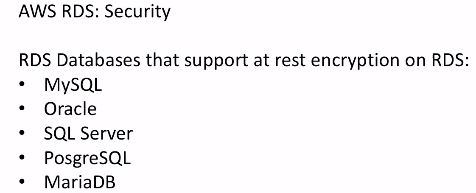 AWS RDS: Security
RDS Databases that support at rest encryption on RDS:
• MySQL
• Oracle
• SQL Server
• PosgreSQL
• MariaDB